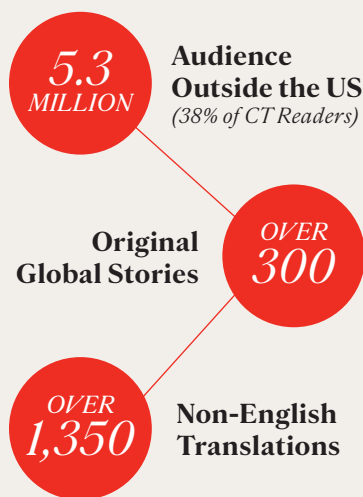 5.3
MILLION
Audience
Outside the US
(38% of CT Readers)
Original
Global Stories
OVER
300
OVER
1,350
Non-English
Translations